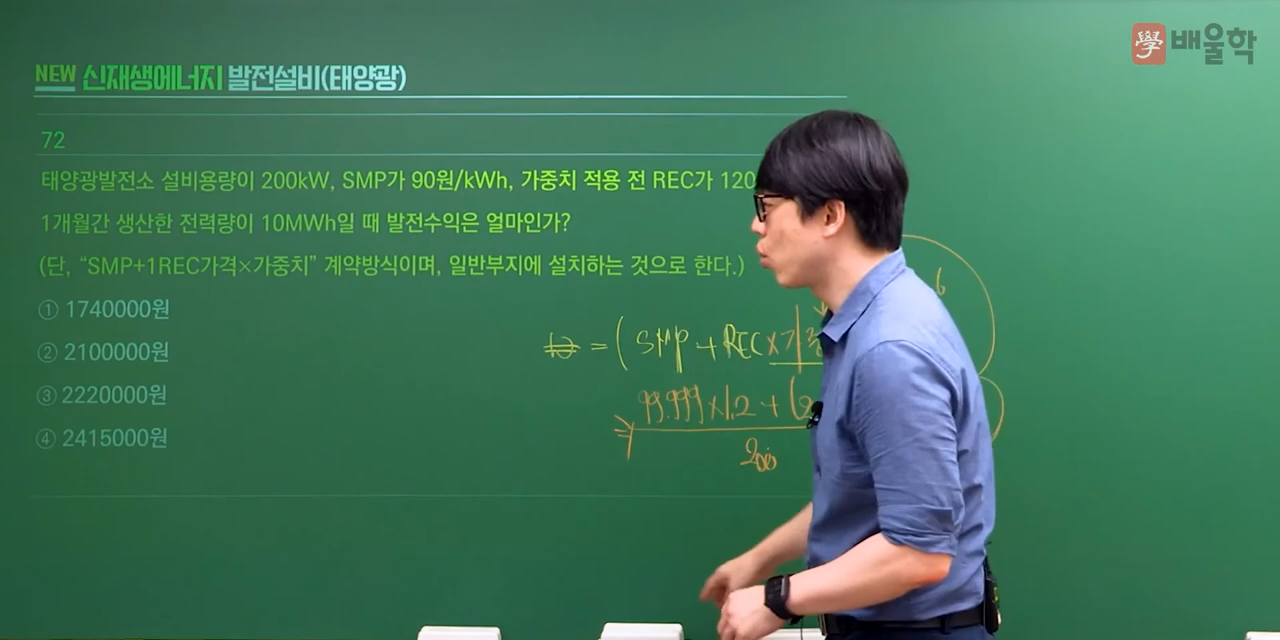 學 배울학
NEW 신재생에너지 발전설비(태양광)
72
태양광발전소 설비용량이 200kW, SMP가 90원/kWh, 가중치 적용 전 REC가 120
1개월간 생산한 전력량이 10MWh일 때 발전수익은 얼마인가?
(단, “SMP+1REC가격×가중치” 계약방식이며, 일반부지에 설치하는 것으로 한다.)
① 1740000원
② 2100000원
③ 2220000원
④ 2415000원
= ( SMP + REC × 가중
99.999 × 1.2 + (2
200